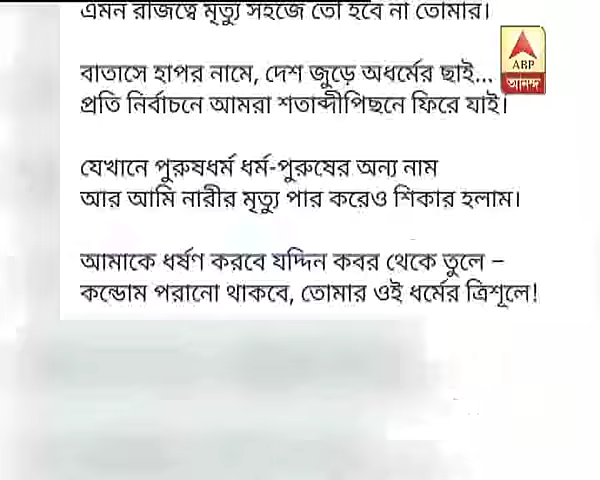 এমন রাজত্বে মৃত্যু সহজে তো হবে না তোমার।
বাতাসে হাপর নামে, দেশ জুড়ে অধর্মের ছাই...
প্রতি নির্বাচনে আমরা শতাব্দীপিছনে ফিরে যাই।
যেখানে পুরুষধর্ম ধর্ম-পুরুষের অন্য নাম
আর আমি নারীর মৃত্যু পার করেও শিকার হলাম।
আমাকে ধর্ষণ করবে যদ্দিন কবর থেকে তুলে –
কন্ডোম পরানো থাকবে, তোমার ওই ধর্মের ত্রিশূলে!
ABP
আনন্দ